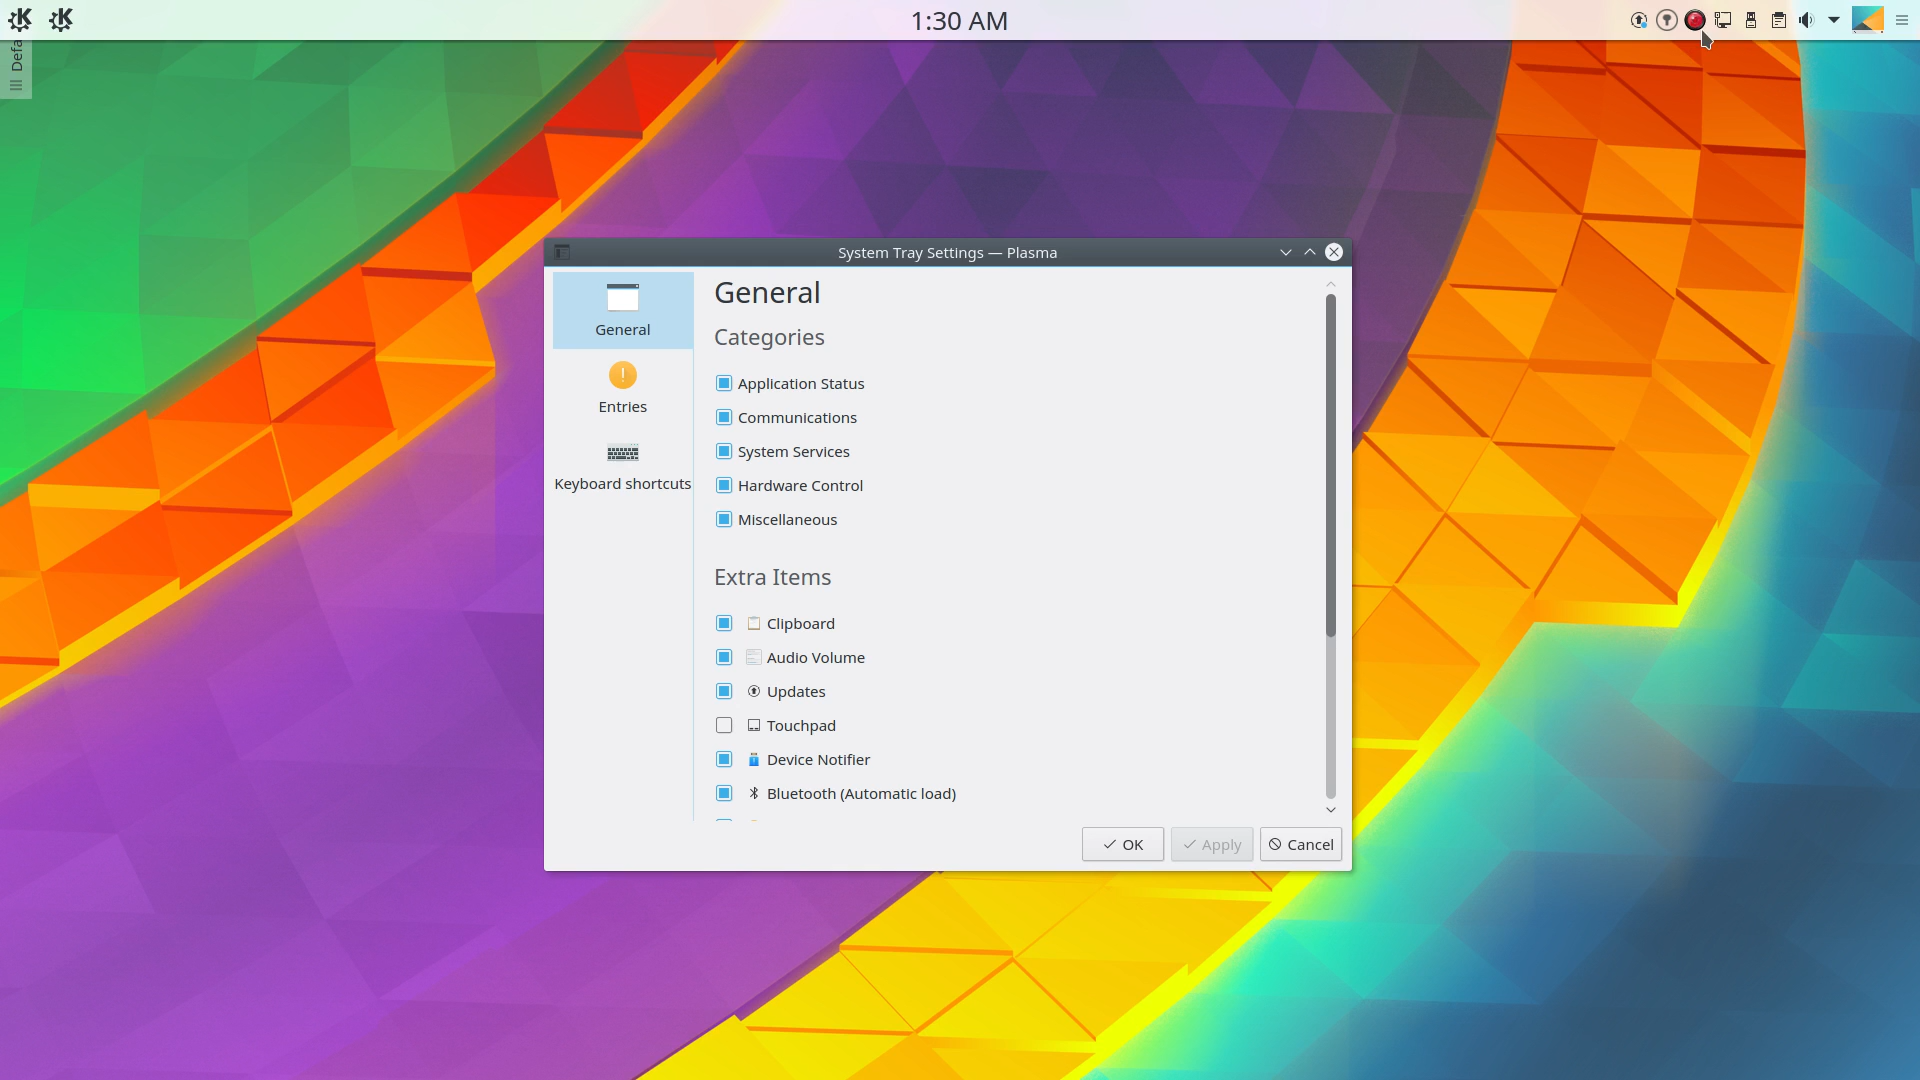 1:30 AM
Defa
System Tray Settings — Plasma
General
Entries
Keyboard shortcuts
General
Categories
Application Status
Communications
System Services
Hardware Control
Miscellaneous
Extra Items
Clipboard
Audio Volume
Updates
Touchpad
Device Notifier
Bluetooth (Automatic load)
OK
Apply
Cancel